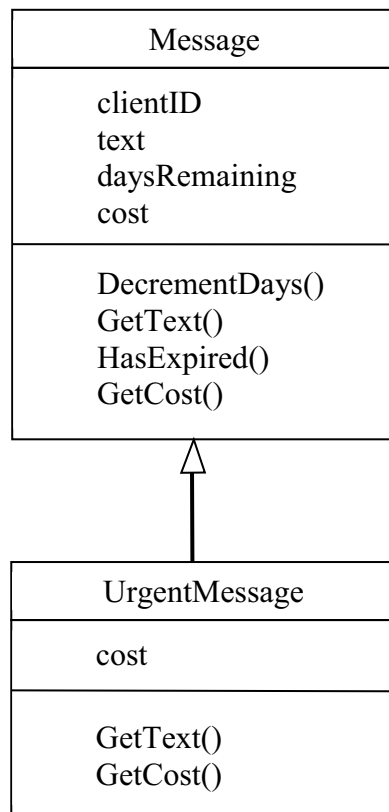 Message
clientID
text
daysRemaining
cost
DecrementDays()
GetText()
HasExpired()
GetCost()
UrgentMessage
cost
GetText()
GetCost()